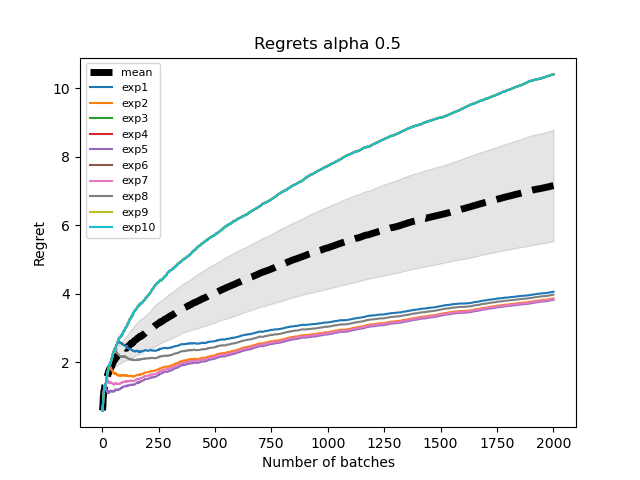 Regrets alpha 0.5
10
8
6
4
2
Regret
mean
exp1
exp2
exp3
exp4
exp5
exp6
exp7
exp8
exp9
exp10
0 250 500 750 1000 1250 1500 1750 2000
Number of batches